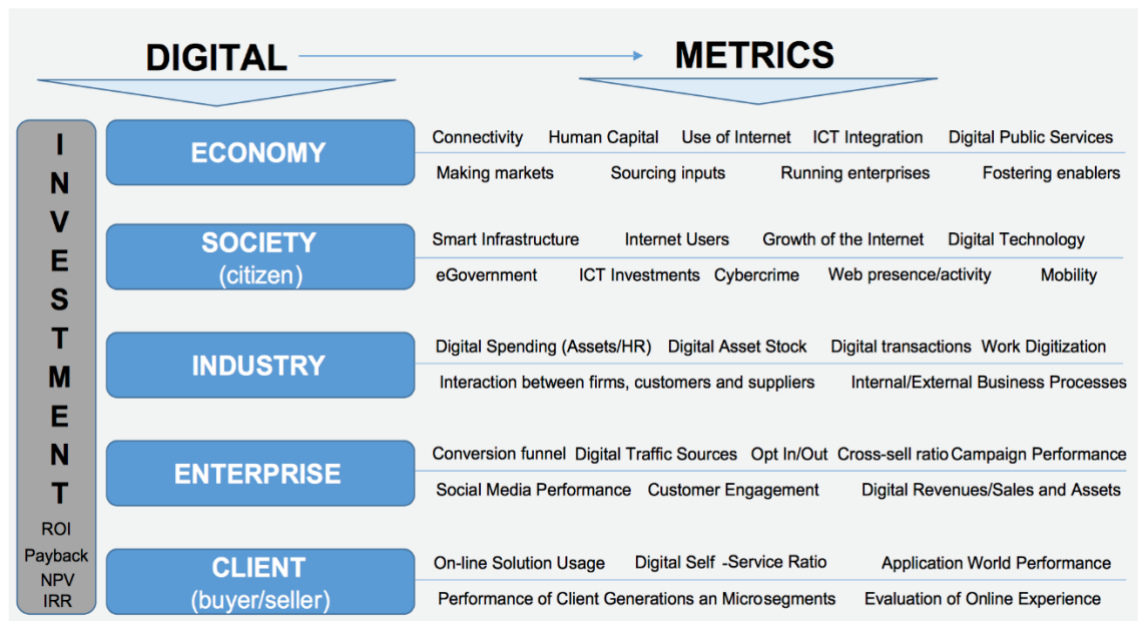 DIGITAL METRICS
INVESTMENT
ROI
Payback
NPV
IRR
ECONOMY
Connectivity Human Capital Use of Internet ICT Integration Digital Public Services
Making markets Sourcing inputs Running enterprises Fostering enablers
SOCIETY
(citizen)
Smart Infrastructure Internet Users Growth of the Internet Digital Technology
eGovernment ICT Investments Cybercrime Web presence/activity Mobility
INDUSTRY
Digital Spending (Assets/HR) Digital Asset Stock Digital transactions Work Digitization
Interaction between firms, customers and suppliers Internal/External Business Processes
ENTERPRISE
Conversion funnel Digital Traffic Sources Opt In/Out Cross-sell ratio Campaign Performance
Social Media Performance Customer Engagement Digital Revenues/Sales and Assets
CLIENT
(buyer/seller)
On-line Solution Usage Digital Self -Service Ratio Application World Performance
Performance of Client Generations an Microsegments Evaluation of Online Experience